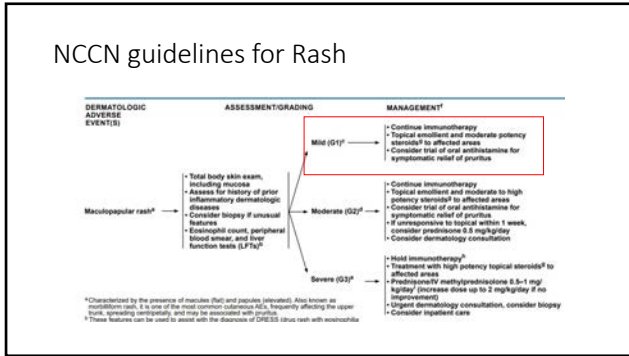 NCCN guidelines for Rash
DERMATOLOGIC
ADVERSE
EVENT(S)
ASSESSMENT/GRADING
MANAGEMENTᶠ
Maculopapular rashᵃ
• Total body skin exam,
including mucosa
• Assess for history of prior
inflammatory dermatologic
diseases
• Consider biopsy if unusual
features
• Eosinophil count, peripheral
blood smear, and liver
function tests (LFTs)ᵇ
Mild (G1)ᶜ
• Continue immunotherapy
• Topical emollient and moderate potency
steroidsᵍ to affected areas
• Consider trial of oral antihistamine for
symptomatic relief of pruritus
Moderate (G2)ᵈ
• Continue immunotherapy
• Topical emollient and moderate to high
potency steroidsᵍ to affected areas
• Consider trial of oral antihistamine for
symptomatic relief of pruritus
• If unresponsive to topical within 1 week,
consider prednisone 0.5 mg/kg/day
• Consider dermatology consultation
Severe (G3)ᵉ
• Hold immunotherapyʰ
• Treatment with high potency topical steroidsᵍ to
affected areas
• Prednisone/IV methylprednisolone 0.5–1 mg/
kg/dayⁱ (increase dose up to 2 mg/kg/day if no
improvement)
• Urgent dermatology consultation, consider biopsy
• Consider inpatient care
ᵃ Characterized by the presence of macules (flat) and papules (elevated). Also known as
morbilliform rash, it is one of the most common cutaneous AEs, frequently affecting the upper
trunk, spreading centripetally, and may be associated with pruritus.
ᵇ These features can be used to assist with the diagnosis of DRESS (drug rash with eosinophilia